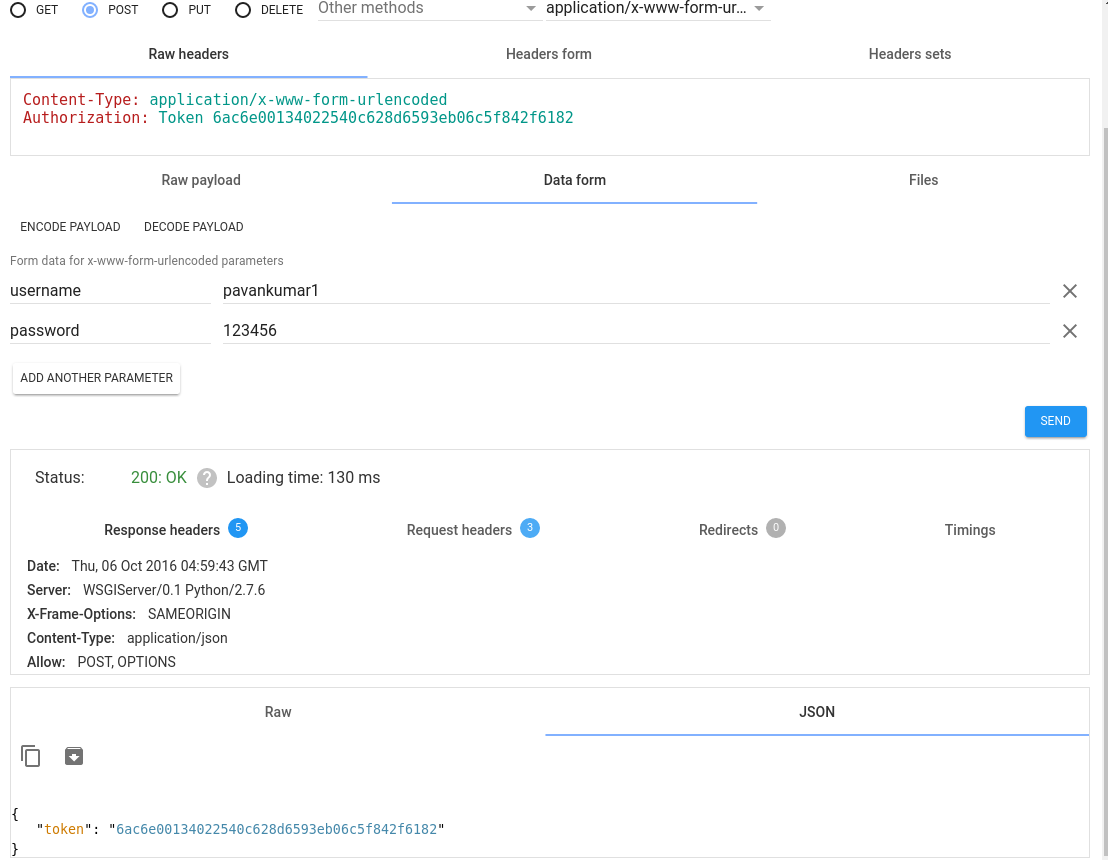 GET POST PUT DELETE Other methods application/x-www-form-ur...
Raw headers Headers form Headers sets
Content-Type: application/x-www-form-urlencoded
Authorization: Token 6ac6e00134022540c628d6593eb06c5f842f6182
Raw payload Data form Files
ENCODE PAYLOAD DECODE PAYLOAD
Form data for x-www-form-urlencoded parameters
username pavankumar1
password 123456
ADD ANOTHER PARAMETER
SEND
Status: 200: OK ? Loading time: 130 ms
Response headers 5 Request headers 3 Redirects 0 Timings
Date: Thu, 06 Oct 2016 04:59:43 GMT
Server: WSGIServer/0.1 Python/2.7.6
X-Frame-Options: SAMEORIGIN
Content-Type: application/json
Allow: POST, OPTIONS
Raw JSON
{
"token": "6ac6e00134022540c628d6593eb06c5f842f6182"
}